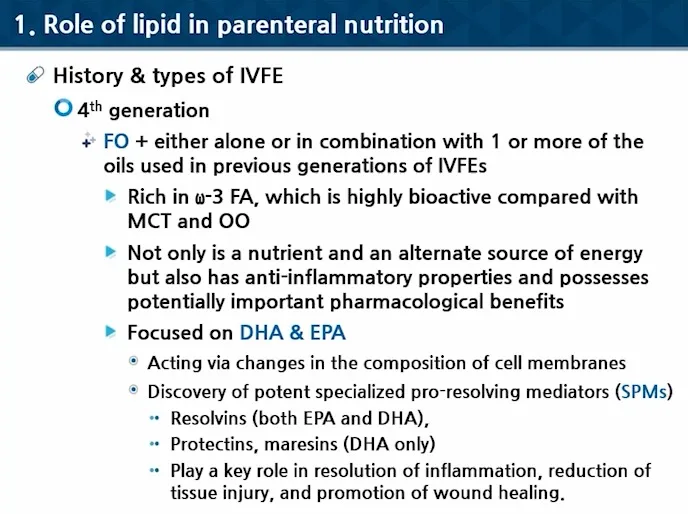 1. Role of lipid in parenteral nutrition
History & types of IVFE
4th generation
FO + either alone or in combination with 1 or more of the
oils used in previous generations of IVFEs
Rich in ω-3 FA, which is highly bioactive compared with
MCT and OO
Not only is a nutrient and an alternate source of energy
but also has anti-inflammatory properties and possesses
potentially important pharmacological benefits
Focused on DHA & EPA
Acting via changes in the composition of cell membranes
Discovery of potent specialized pro-resolving mediators (SPMs)
Resolvins (both EPA and DHA),
Protectins, maresins (DHA only)
Play a key role in resolution of inflammation, reduction of
tissue injury, and promotion of wound healing.